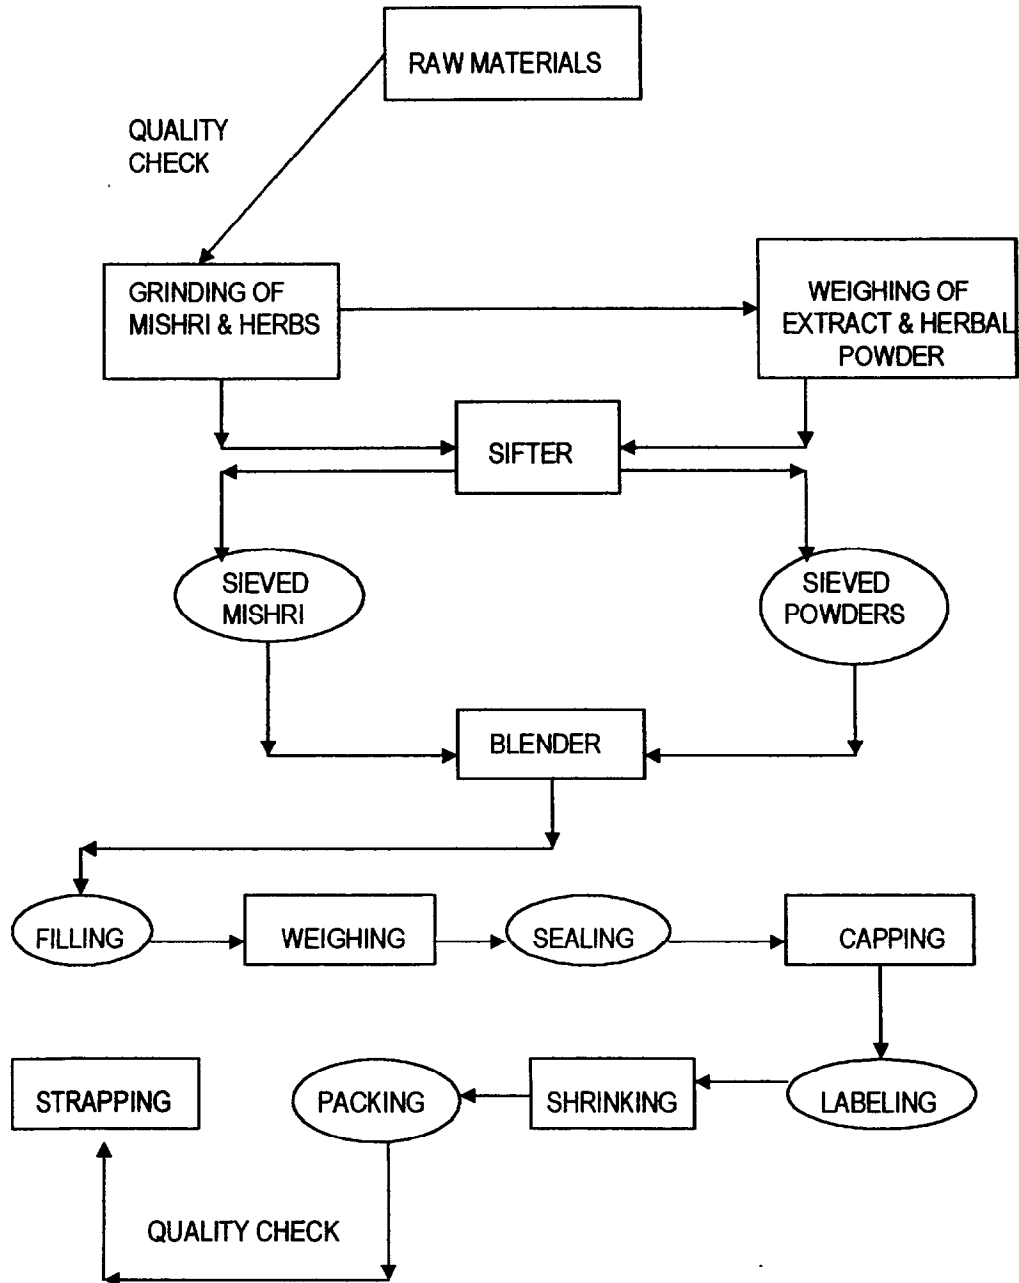 RAW MATERIALS
QUALITY
CHECK
GRINDING OF
MISHRI & HERBS
WEIGHING OF
EXTRACT & HERBAL
POWDER
SIFTER
SIEVED
MISHRI
SIEVED
POWDERS
BLENDER
FILLING
WEIGHING
SEALING
CAPPING
STRAPPING
PACKING
SHRINKING
LABELING
QUALITY CHECK